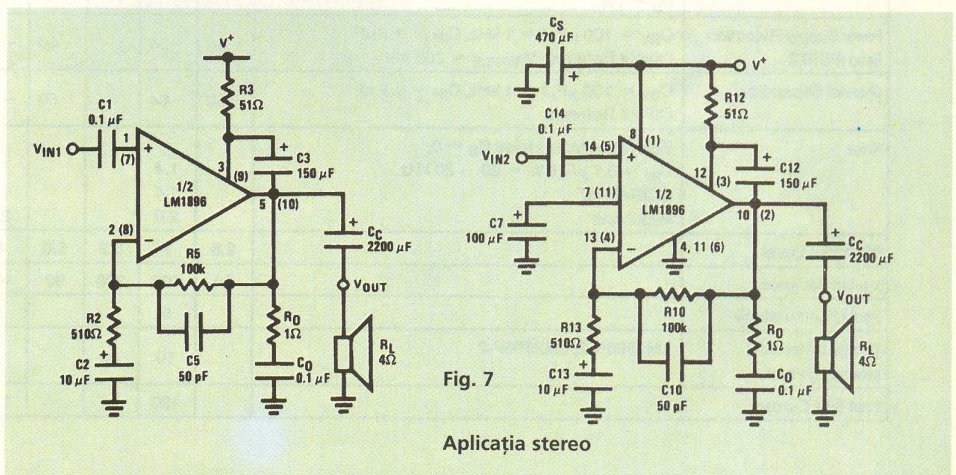 V+
R3
51Ω
C1
0.1 µF
VIN1
1
(7)
+
3
(9)
C3
150 µF
+
1/2
LM1896
5
(10)
2 (8)
−
+
CC
2200 µF
R5
100k
VOUT
R2
510Ω
C5
50 pF
RO
1Ω
RL
4Ω
+
C2
10 µF
CO
0.1 µF
CS
470 µF
+
V+
R12
51Ω
C14
0.1 µF
VIN2
8
(1)
14 (5)
+
12
(3)
+
C12
150 µF
7 (11)
1/2
LM1896
10
(2)
C7
100 µF
+
13 (4)
−
4, 11 (6)
+
CC
2200 µF
R10
100k
VOUT
R13
510Ω
C10
50 pF
RO
1Ω
RL
4Ω
+
C13
10 µF
CO
0.1 µF
Fig. 7
Aplicația stereo